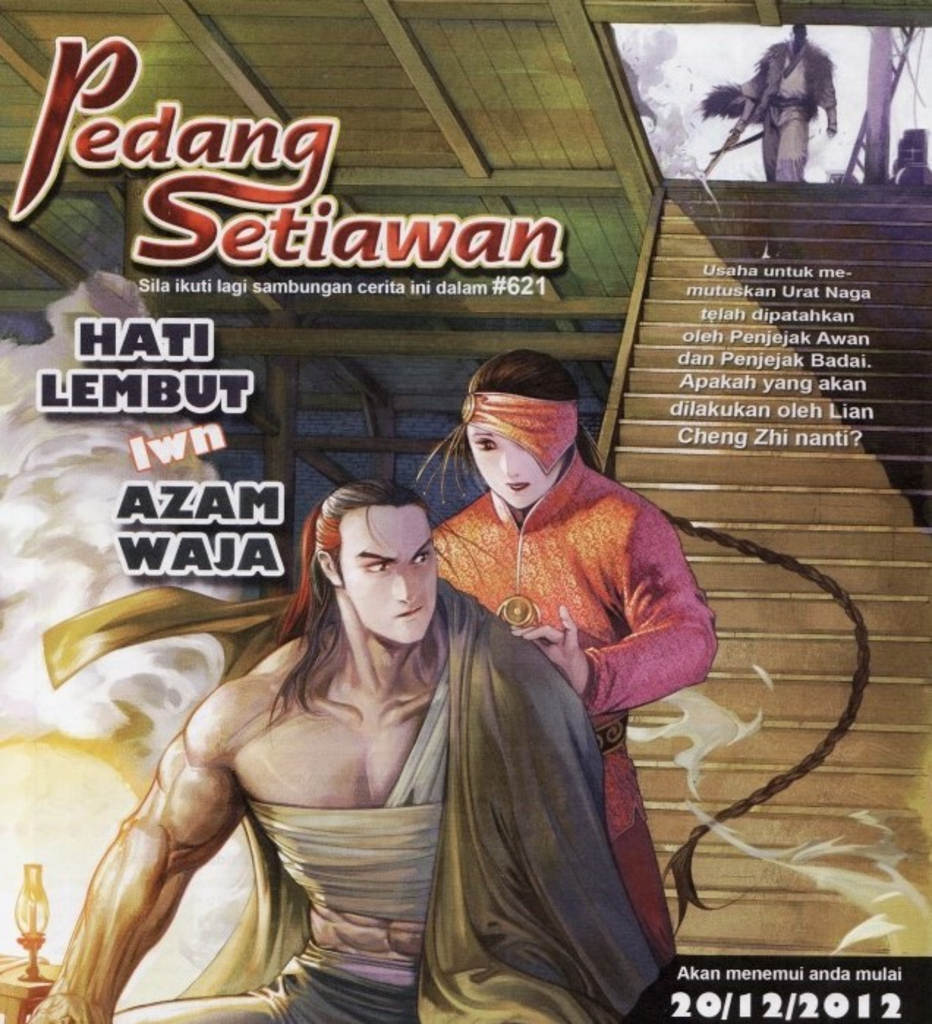 Pedang
Setiawan
Sila ikuti lagi sambungan cerita ini dalam #621
HATI
LEMBUT
lwn
AZAM
WAJA
Usaha untuk me-
mutuskan Urat Naga
telah dipatahkan
oleh Penjejak Awan
dan Penjejak Badai.
Apakah yang akan
dilakukan oleh Lian
Cheng Zhi nanti?
Akan menemui anda mulai
20/12/2012